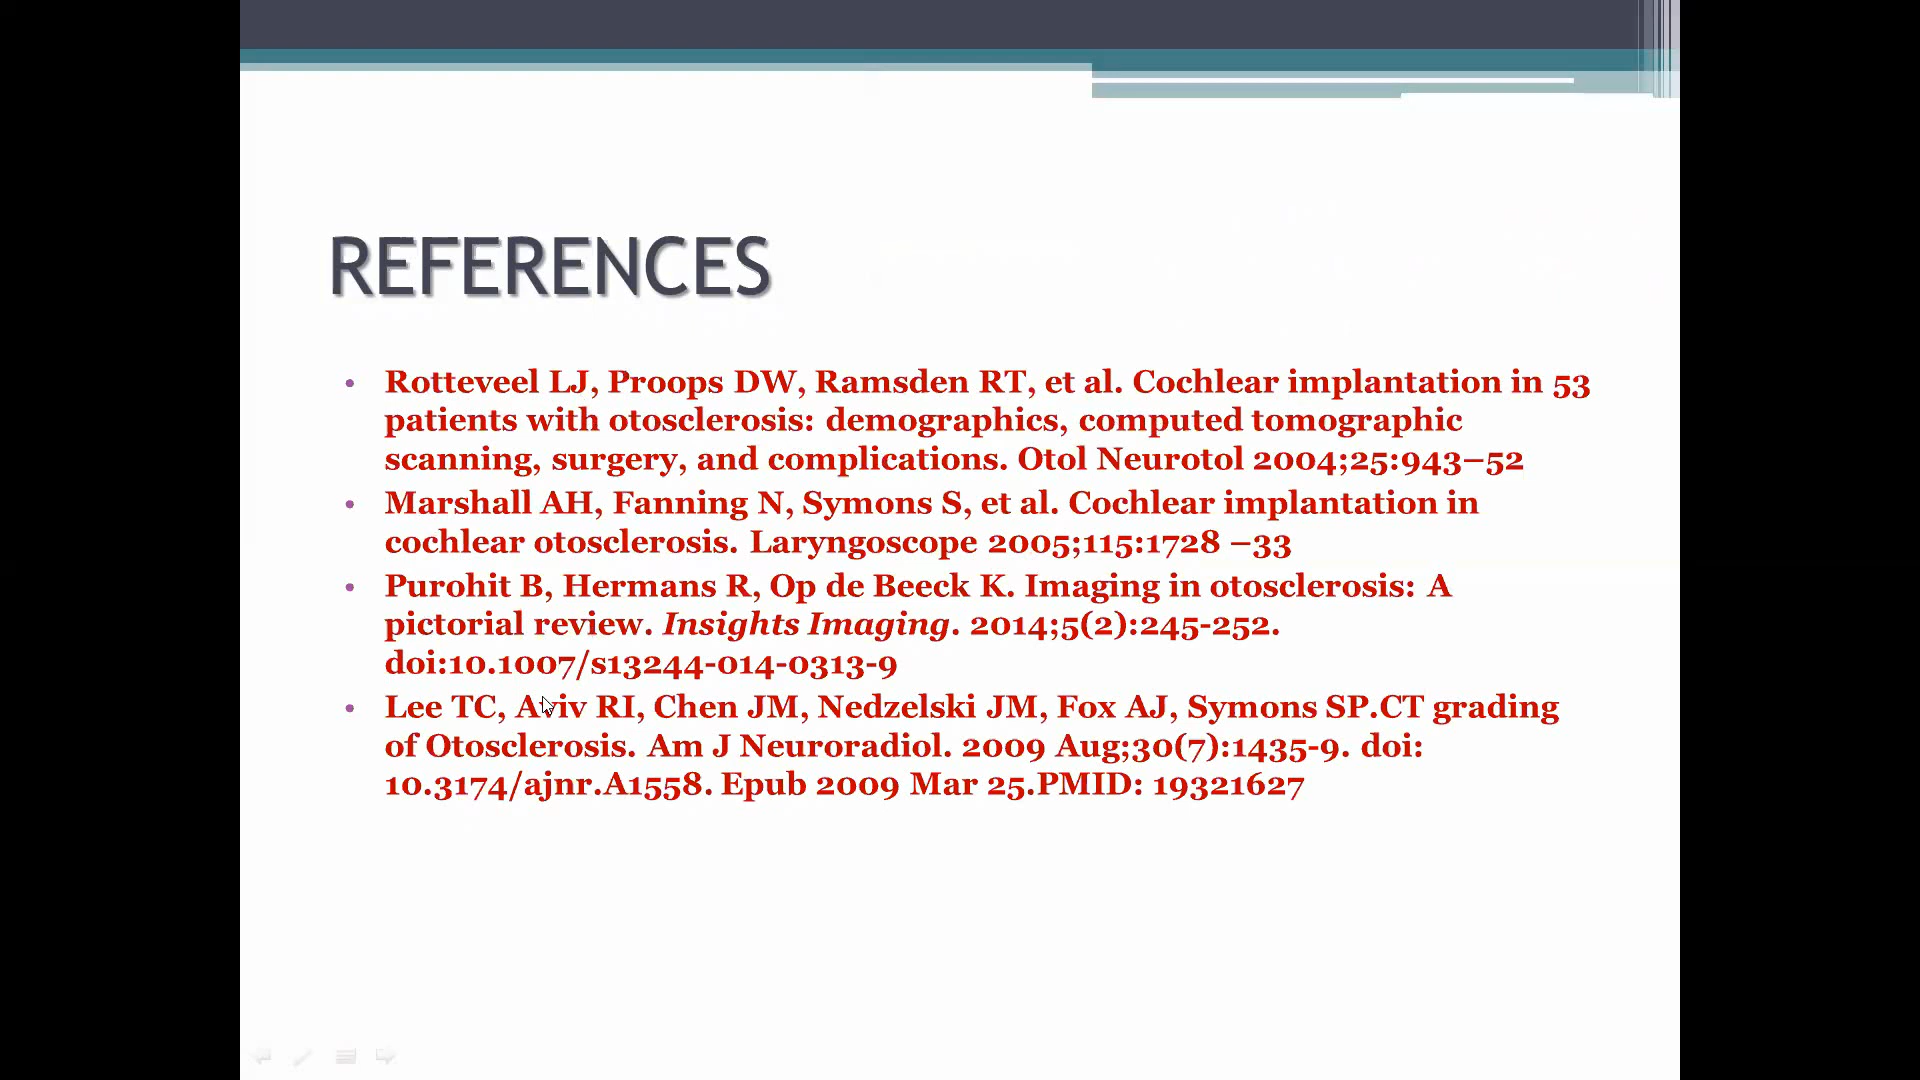 REFERENCES
• Rotteveel LJ, Proops DW, Ramsden RT, et al. Cochlear implantation in 53
patients with otosclerosis: demographics, computed tomographic
scanning, surgery, and complications. Otol Neurotol 2004;25:943–52
• Marshall AH, Fanning N, Symons S, et al. Cochlear implantation in
cochlear otosclerosis. Laryngoscope 2005;115:1728 –33
• Purohit B, Hermans R, Op de Beeck K. Imaging in otosclerosis: A
pictorial review. Insights Imaging. 2014;5(2):245-252.
doi:10.1007/s13244-014-0313-9
• Lee TC, Aviv RI, Chen JM, Nedzelski JM, Fox AJ, Symons SP.CT grading
of Otosclerosis. Am J Neuroradiol. 2009 Aug;30(7):1435-9. doi:
10.3174/ajnr.A1558. Epub 2009 Mar 25.PMID: 19321627